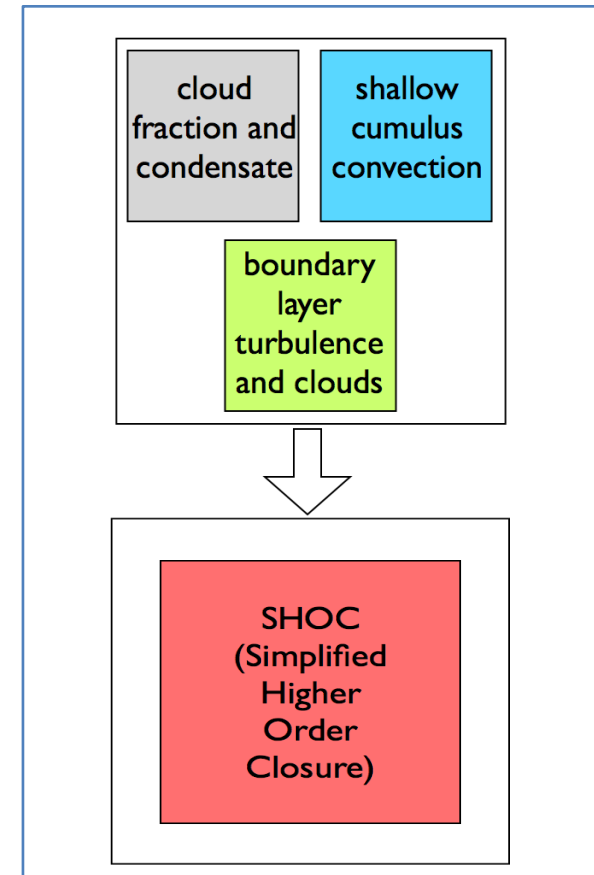 cloud
fraction and
condensate
shallow
cumulus
convection
boundary
layer
turbulence
and clouds
SHOC
(Simplified
Higher
Order
Closure)